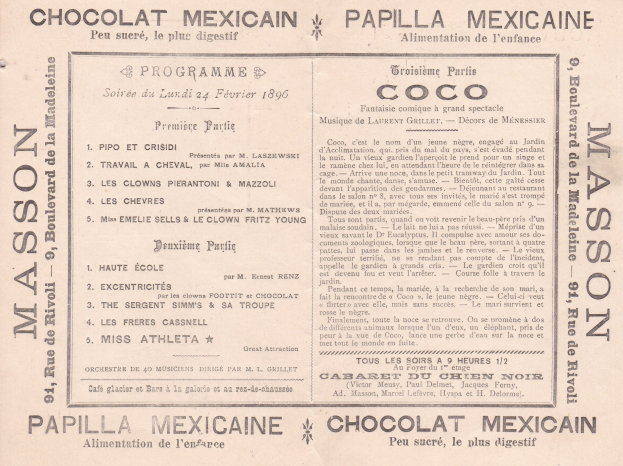 CHOCOLAT MEXICAIN
Peu sucré, le plus digestif
PAPILLA MEXICAINE
Alimentation de l'enfance
MASSON
91, Rue de Rivoli — 9, Boulevard de la Madeleine
PROGRAMME
Soirée du Lundi 24 Février 1896
Première Partie
1. PIPO ET CRISIDI
Présentés par M. LASZEWSKI
2. TRAVAIL A CHEVAL, par Mlle AMALIA
3. LES CLOWNS PIERANTONI & MAZZOLI
4. LES CHEVRES
présentées par M. MATHEWS
5. Miss EMELIE SELLS & LE CLOWN FRITZ YOUNG
Deuxième Partie
1. HAUTE ÉCOLE
par M. Ernest RENZ
2. EXCENTRICITÉS
par les clowns FOOTTIT et CHOCOLAT
3. THE SERGENT SIMM'S & SA TROUPE
4. LES FRERES CASSNELL
5. MISS ATHLETA ★
Great Attraction
ORCHESTRE DE 40 MUSICIENS DIRIGÉ PAR M. L. GRILLET
Café glacier et Bars à la galerie et au rez-de-chaussée
Troisième Partie
COCO
Fantaisie comique à grand spectacle
Musique de LAURENT GRILLET. — Décors de MÉNESSIER
Coco, c'est le nom d'un jeune nègre, engagé au Jardin
d'Acclimatation. qui, pris du mal du pays, s'est évadé pendant
la nuit. Un vieux gardien l'aperçoit le prend pour un singe et
le ramène chez lui, en attendant l'heure de le réintégrer dans sa
cage. — Arrive une noce, dans le petit tramway du Jardin. Tout
le monde chante, danse, s'amuse. — Bientôt, cette gaîté cesse
devant l'apparition des gendarmes. — Déjeunant au restaurant
dans le salon n° 8, avec tous ses invités, le marié s'est trompé
de mariée, et il a, par mégarde, emmené celle du salon n° 9. —
Dispute des deux mariées.
Tous sont partis, quand on voit revenir le beau-père pris d'un
malaise soudain. — Le lait ne lui a pas réussi. — Méprise d'un
vieux savant le Dr Eucalyptus. Il compulse avec amour ses do-
cuments zoologiques, lorsque que le beau père, sortant à quatre
pattes, lui passe dans les jambes et le renverse. — Le vieux
professeur terrifié, ne se rendant pas compte de l'incident,
appelle le gardien à grands cris. — Le gardien croit qu'il
est devenu fou et veut l'arrêter. — Course folle à travers le
jardin.
Pendant ce temps, la mariée, à la recherche de son mari, a
fait la rencontre de « Coco », le jeune nègre. — Celui-ci veut
« flirter » avec elle, mais sans succès. — Le mari survient et
rosse le nègre.
Finalement, toute la noce se retrouve. On se promène à dos
de différents animaux lorsque l'un d'eux, un éléphant, pris de
peur à la vue de Coco, lance une gerbe d'eau sur la noce et
met tout le monde en fuite.
TOUS LES SOIRS A 9 HEURES 1/2
Au Foyer du 1er étage
CABARET DU CHIEN NOIR
(Victor Meusy, Paul Delmet, Jacques Ferny,
Ad. Masson, Marcel Lefèvre, (Hyspa et H. Delorme).
9, Boulevard de la Madeleine — 91, Rue de Rivoli
MASSON
PAPILLA MEXICAINE
Alimentation de l'enfance
CHOCOLAT MEXICAIN
Peu sucré, le plus digestif